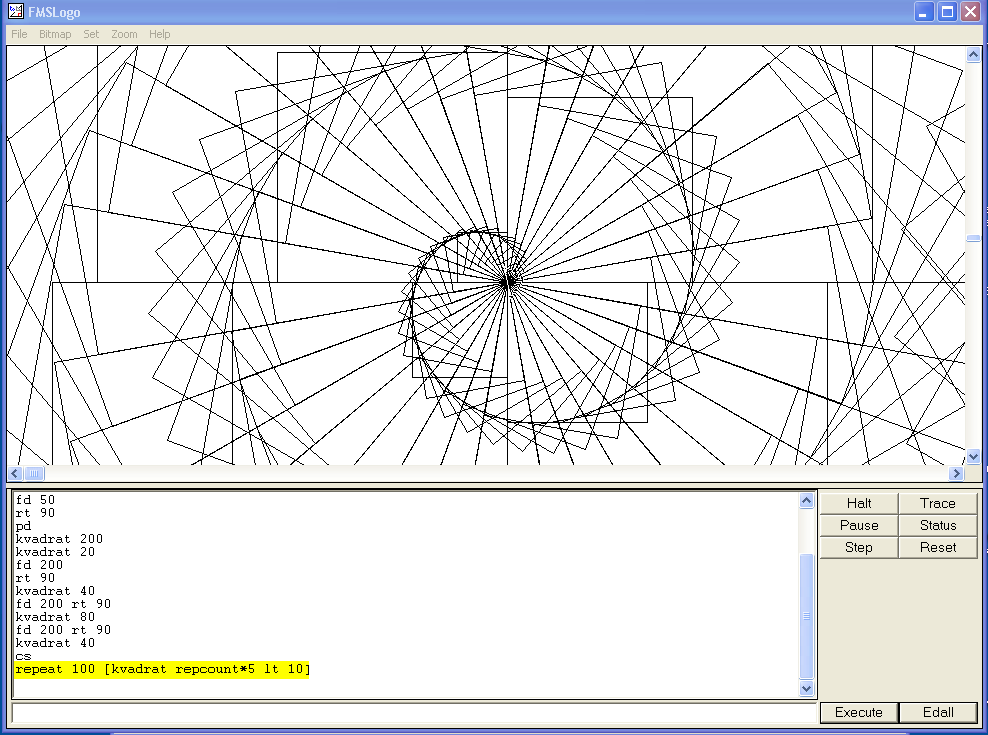 FMSLogo
File Bitmap Set Zoom Help
fd 50
rt 90
pd
kvadrat 200
kvadrat 20
fd 200
rt 90
kvadrat 40
fd 200 rt 90
kvadrat 80
fd 200 rt 90
kvadrat 40
cs
repeat 100 [kvadrat repcount*5 lt 10]
Halt Trace
Pause Status
Step Reset
Execute Edall